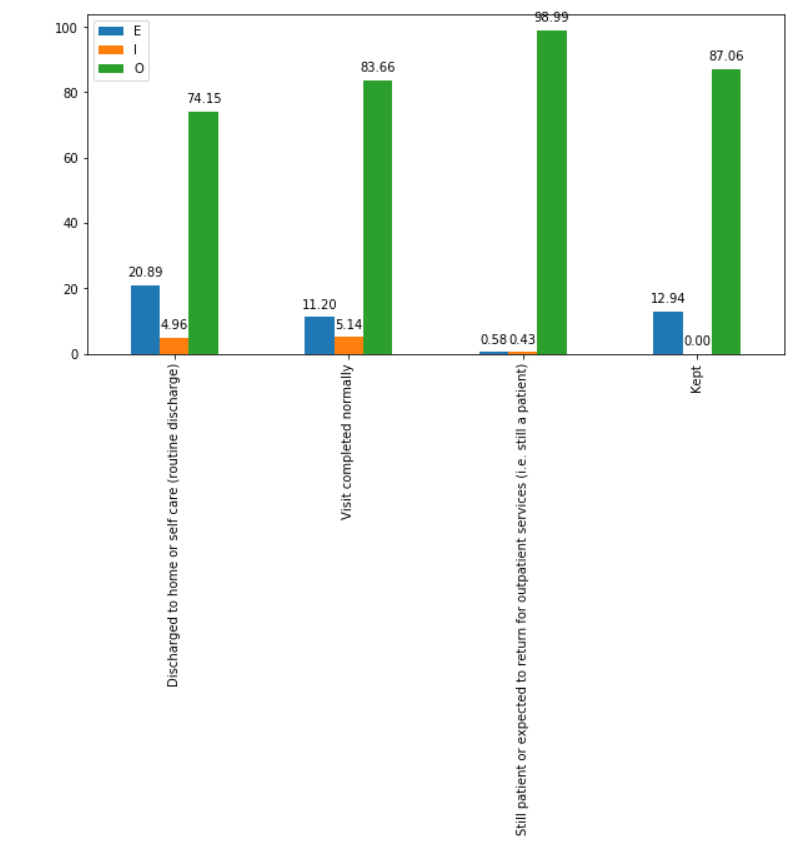 E
I
O
100
80
60
40
20
0
20.89
4.96
74.15
11.20
5.14
83.66
0.58
0.43
98.99
12.94
0.00
87.06
Discharged to home or self care (routine discharge)
Visit completed normally
Still patient or expected to return for outpatient services (i.e. still a patient)
Kept